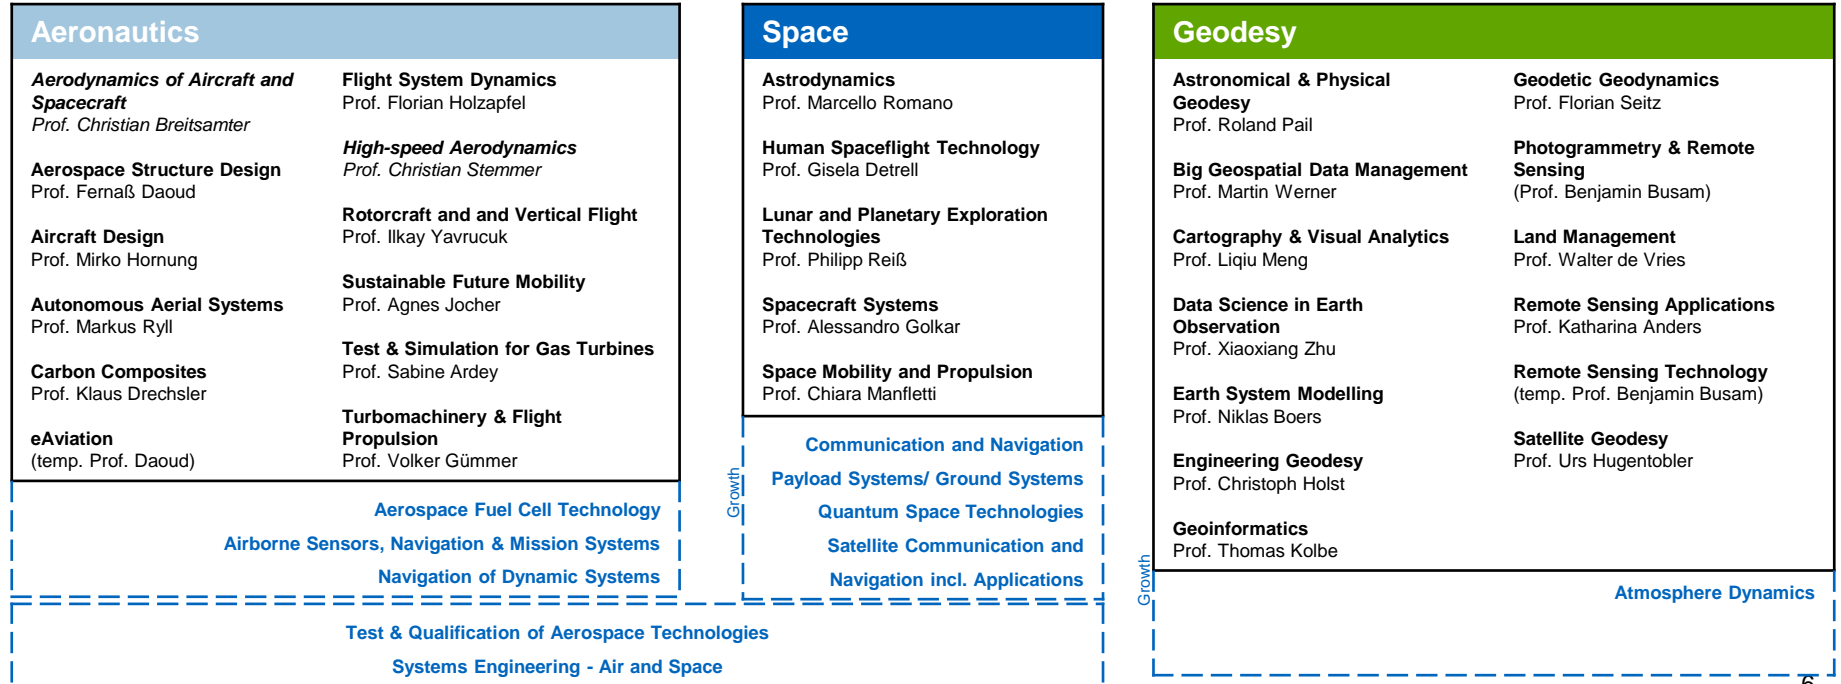 Aeronautics
Aerodynamics of Aircraft and
Spacecraft
Prof. Christian Breitsamter
Aerospace Structure Design
Prof. Fernaß Daoud
Aircraft Design
Prof. Mirko Hornung
Autonomous Aerial Systems
Prof. Markus Ryll
Carbon Composites
Prof. Klaus Drechsler
eAviation
(temp. Prof. Daoud)
Flight System Dynamics
Prof. Florian Holzapfel
High-speed Aerodynamics
Prof. Christian Stemmer
Rotorcraft and and Vertical Flight
Prof. Ilkay Yavrucuk
Sustainable Future Mobility
Prof. Agnes Jocher
Test & Simulation for Gas Turbines
Prof. Sabine Ardey
Turbomachinery & Flight
Propulsion
Prof. Volker Gümmer
Aerospace Fuel Cell Technology
Airborne Sensors, Navigation & Mission Systems
Navigation of Dynamic Systems
Space
Astrodynamics
Prof. Marcello Romano
Human Spaceflight Technology
Prof. Gisela Detrell
Lunar and Planetary Exploration
Technologies
Prof. Philipp Reiß
Spacecraft Systems
Prof. Alessandro Golkar
Space Mobility and Propulsion
Prof. Chiara Manfletti
Growth
Communication and Navigation
Payload Systems/ Ground Systems
Quantum Space Technologies
Satellite Communication and
Navigation incl. Applications
Test & Qualification of Aerospace Technologies
Systems Engineering - Air and Space
Geodesy
Astronomical & Physical
Geodesy
Prof. Roland Pail
Big Geospatial Data Management
Prof. Martin Werner
Cartography & Visual Analytics
Prof. Liqiu Meng
Data Science in Earth
Observation
Prof. Xiaoxiang Zhu
Earth System Modelling
Prof. Niklas Boers
Engineering Geodesy
Prof. Christoph Holst
Geoinformatics
Prof. Thomas Kolbe
Geodetic Geodynamics
Prof. Florian Seitz
Photogrammetry & Remote
Sensing
(Prof. Benjamin Busam)
Land Management
Prof. Walter de Vries
Remote Sensing Applications
Prof. Katharina Anders
Remote Sensing Technology
(temp. Prof. Benjamin Busam)
Satellite Geodesy
Prof. Urs Hugentobler
Growth
Atmosphere Dynamics